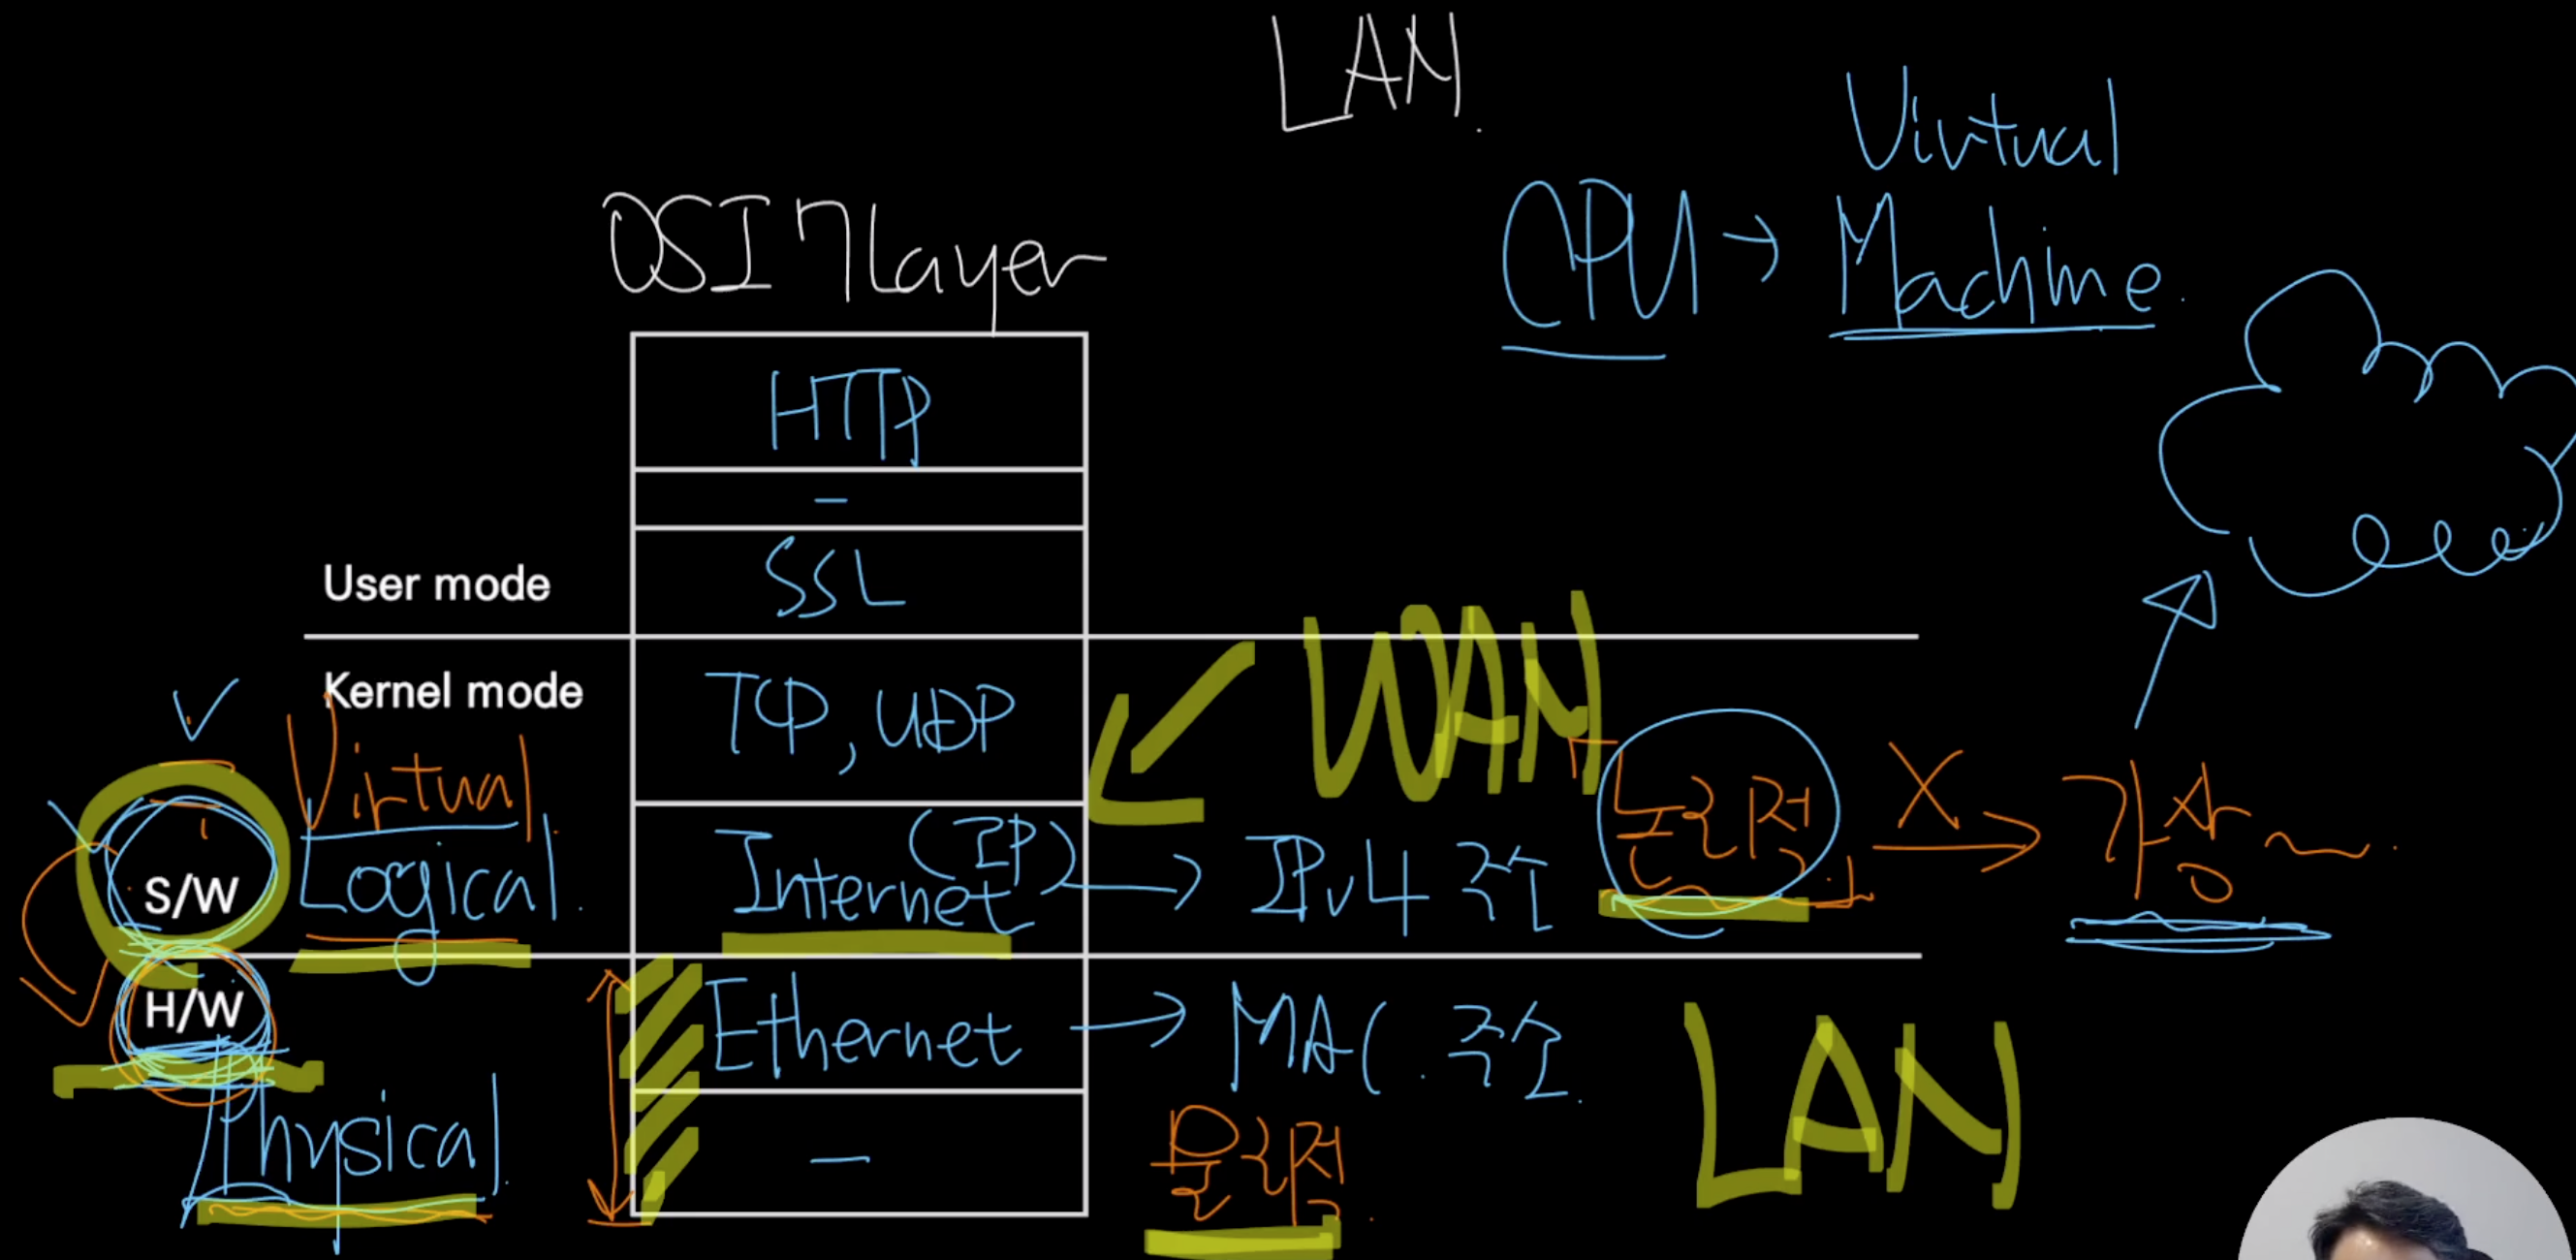 LAN.
Virtual
CPU → Machine.
OSI 7 Layer
HTTP
-
SSL
User mode
WAN
Kernel mode
TCP, UDP
Virtual
논리적 X → 가상~.
Internet (IP) → IPv4 주소
S/W Logical.
H/W
Ethernet → MAC. 주소.
LAN
Physical.
-
물리적.